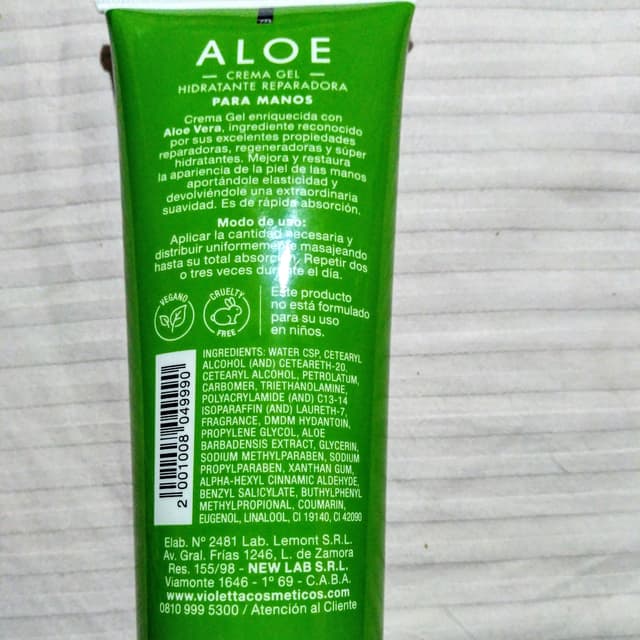 ALOE
CREMA GEL
HIDRATANTE REPARADORA
PARA MANOS
Crema Gel enriquecida con
Aloe Vera, ingrediente reconocido
por sus excelentes propiedades
reparadoras, regeneradoras y súper
hidratantes. Mejora y restaura
la apariencia de la piel de las manos
aportándole elasticidad y
devolviéndole una extraordinaria
suavidad. Es de rápida absorción.
Modo de uso:
Aplicar la cantidad necesaria y
distribuir uniformemente masajeando
hasta su total absorción. Repetir dos
o tres veces durante el día.
VEGANO
CRUELTY
FREE
Este producto
no está formulado
para su uso
en niños.
INGREDIENTS: WATER CSP, CETEARYL
ALCOHOL (AND) CETEARETH-20,
CETEARYL ALCOHOL, PETROLATUM,
CARBOMER, TRIETHANOLAMINE,
POLYACRYLAMIDE (AND) C13-14
ISOPARAFFIN (AND) LAURETH-7,
FRAGRANCE, DMDM HYDANTOIN,
PROPYLENE GLYCOL, ALOE
BARBADENSIS EXTRACT, GLYCERIN,
SODIUM METHYLPARABEN, SODIUM
PROPYLPARABEN, XANTHAN GUM,
ALPHA-HEXYL CINNAMIC ALDEHYDE,
BENZYL SALICYLATE, BUTHYLPHENYL
METHYLPROPIONAL, COUMARIN,
EUGENOL, LINALOOL, CI 19140, CI 42090
2 001008 049990
Elab. Nº 2481 Lab. Lemont S.R.L.
Av. Gral. Frías 1246, L. de Zamora
Res. 155/98 - NEW LAB S.R.L.
Viamonte 1646 - 1º 69 - C.A.B.A.
www.violettacosmeticos.com
0810 999 5300 / Atención al Cliente